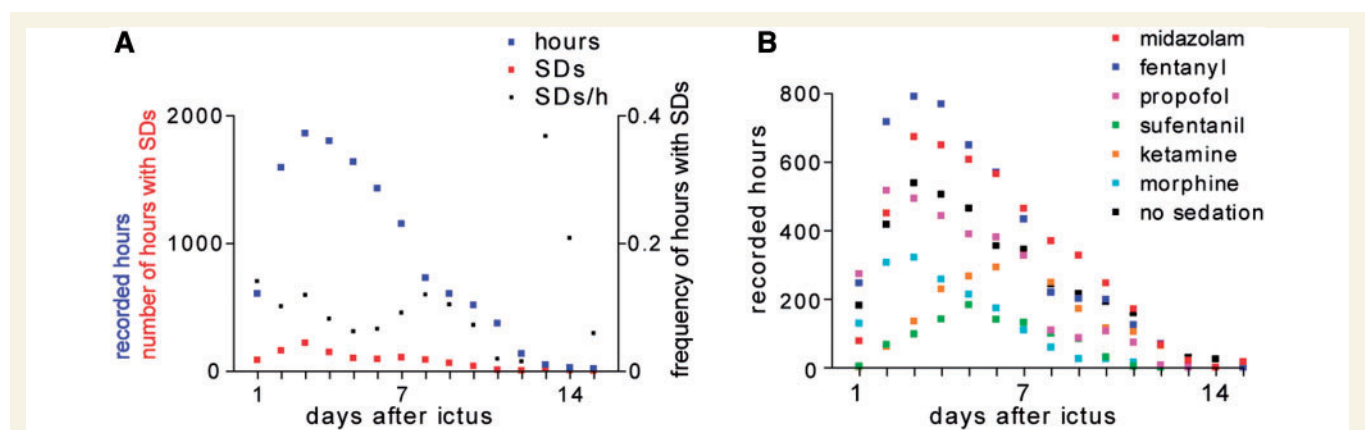 A
hours
SDs
SDs/h
recorded hours
number of hours with SDs
2000
1000
0
1
7
14
days after ictus
0.4
0.2
0
frequency of hours with SDs
B
midazolam
fentanyl
propofol
sufentanil
ketamine
morphine
no sedation
recorded hours
800
600
400
200
0
1
7
14
days after ictus